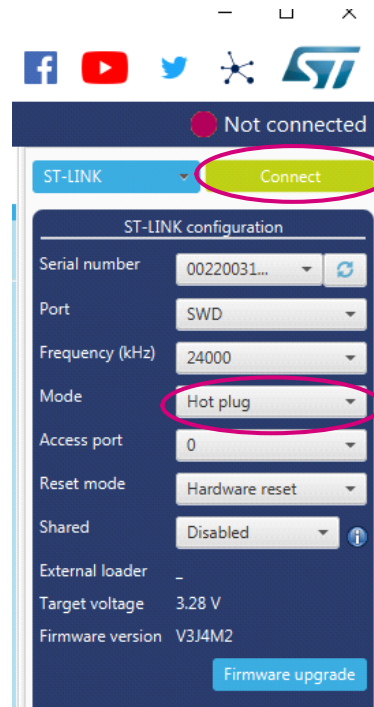 Not connected
ST-LINK
Connect
ST-LINK configuration
Serial number 00220031...
Port SWD
Frequency (kHz) 24000
Mode Hot plug
Access port 0
Reset mode Hardware reset
Shared Disabled
External loader _
Target voltage 3.28 V
Firmware version V3J4M2
Firmware upgrade